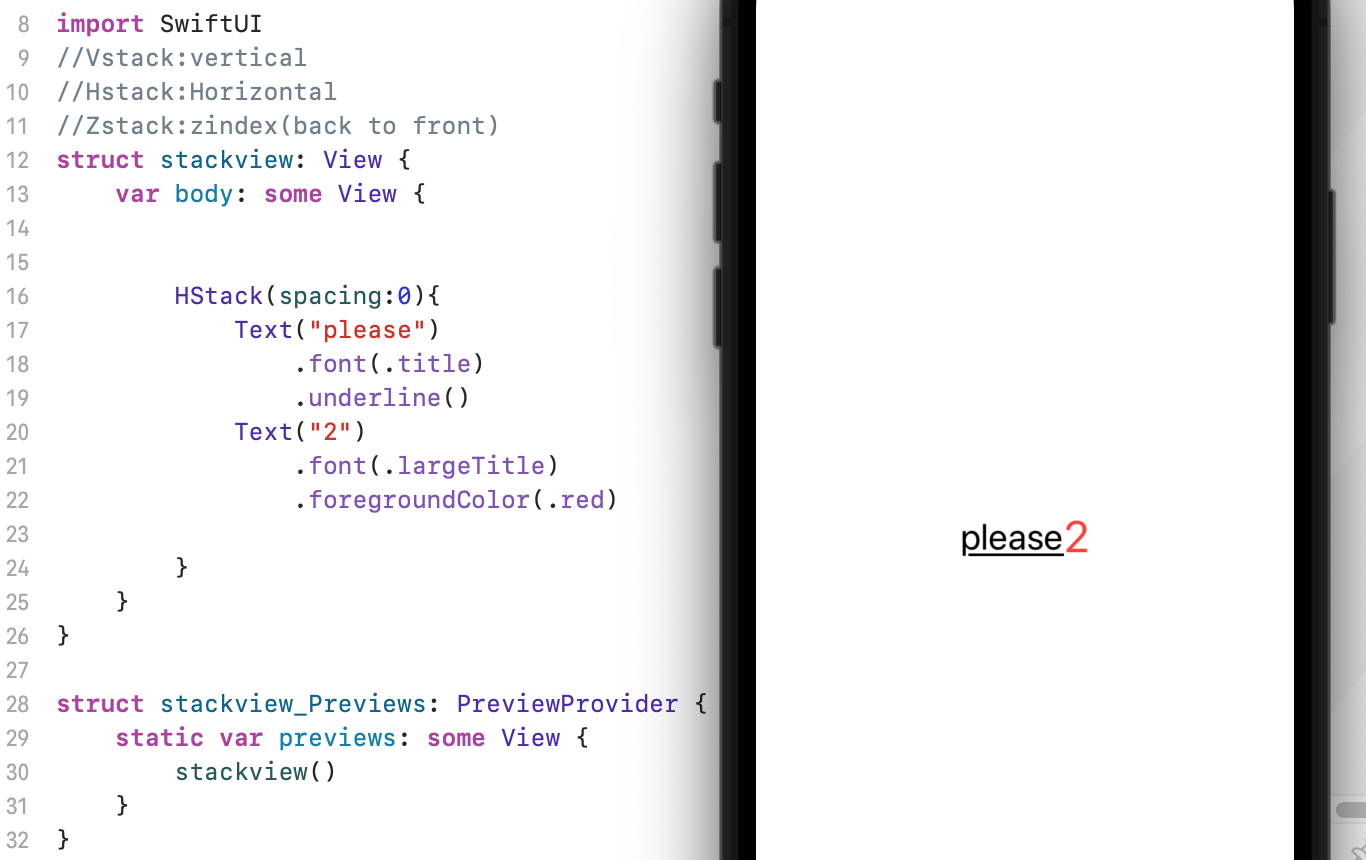 8 import SwiftUI
9 //Vstack:vertical
10 //Hstack:Horizontal
11 //Zstack:zindex(back to front)
12 struct stackview: View {
13     var body: some View {
14
15
16         HStack(spacing:0){
17             Text("please")
18                 .font(.title)
19                 .underline()
20             Text("2")
21                 .font(.largeTitle)
22                 .foregroundColor(.red)
23
24         }
25     }
26 }
27
28 struct stackview_Previews: PreviewProvider {
29     static var previews: some View {
30         stackview()
31     }
32 }
please2